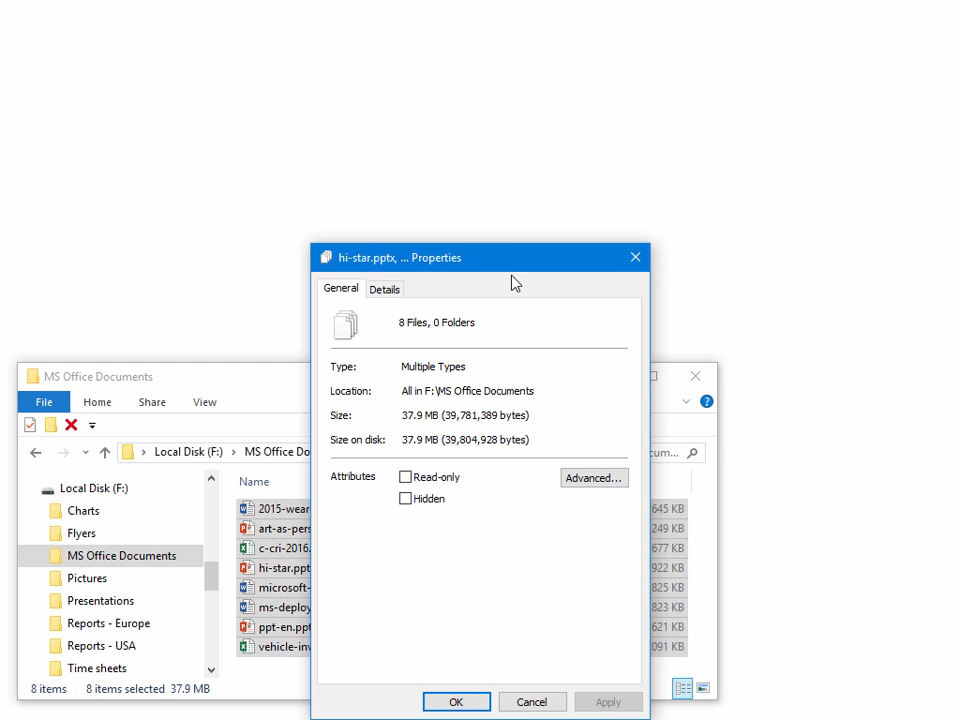 hi-star.pptx, ... Properties
General Details
8 Files, 0 Folders
Type: Multiple Types
Location: All in F:\MS Office Documents
Size: 37.9 MB (39,781,389 bytes)
Size on disk: 37.9 MB (39,804,928 bytes)
Attributes Read-only Advanced...
Hidden
OK Cancel Apply
MS Office Documents
File Home Share View
Local Disk (F:) MS Office Do
cum...
Local Disk (F:)
Charts
Flyers
MS Office Documents
Pictures
Presentations
Reports - Europe
Reports - USA
Time sheets
Name
2015-wear 645 KB
art-as-pers 249 KB
c-cri-2016. 677 KB
hi-star.ppt 922 KB
microsoft- 825 KB
ms-deploy 823 KB
ppt-en.ppt 621 KB
vehicle-inv 091 KB
8 items 8 items selected 37.9 MB